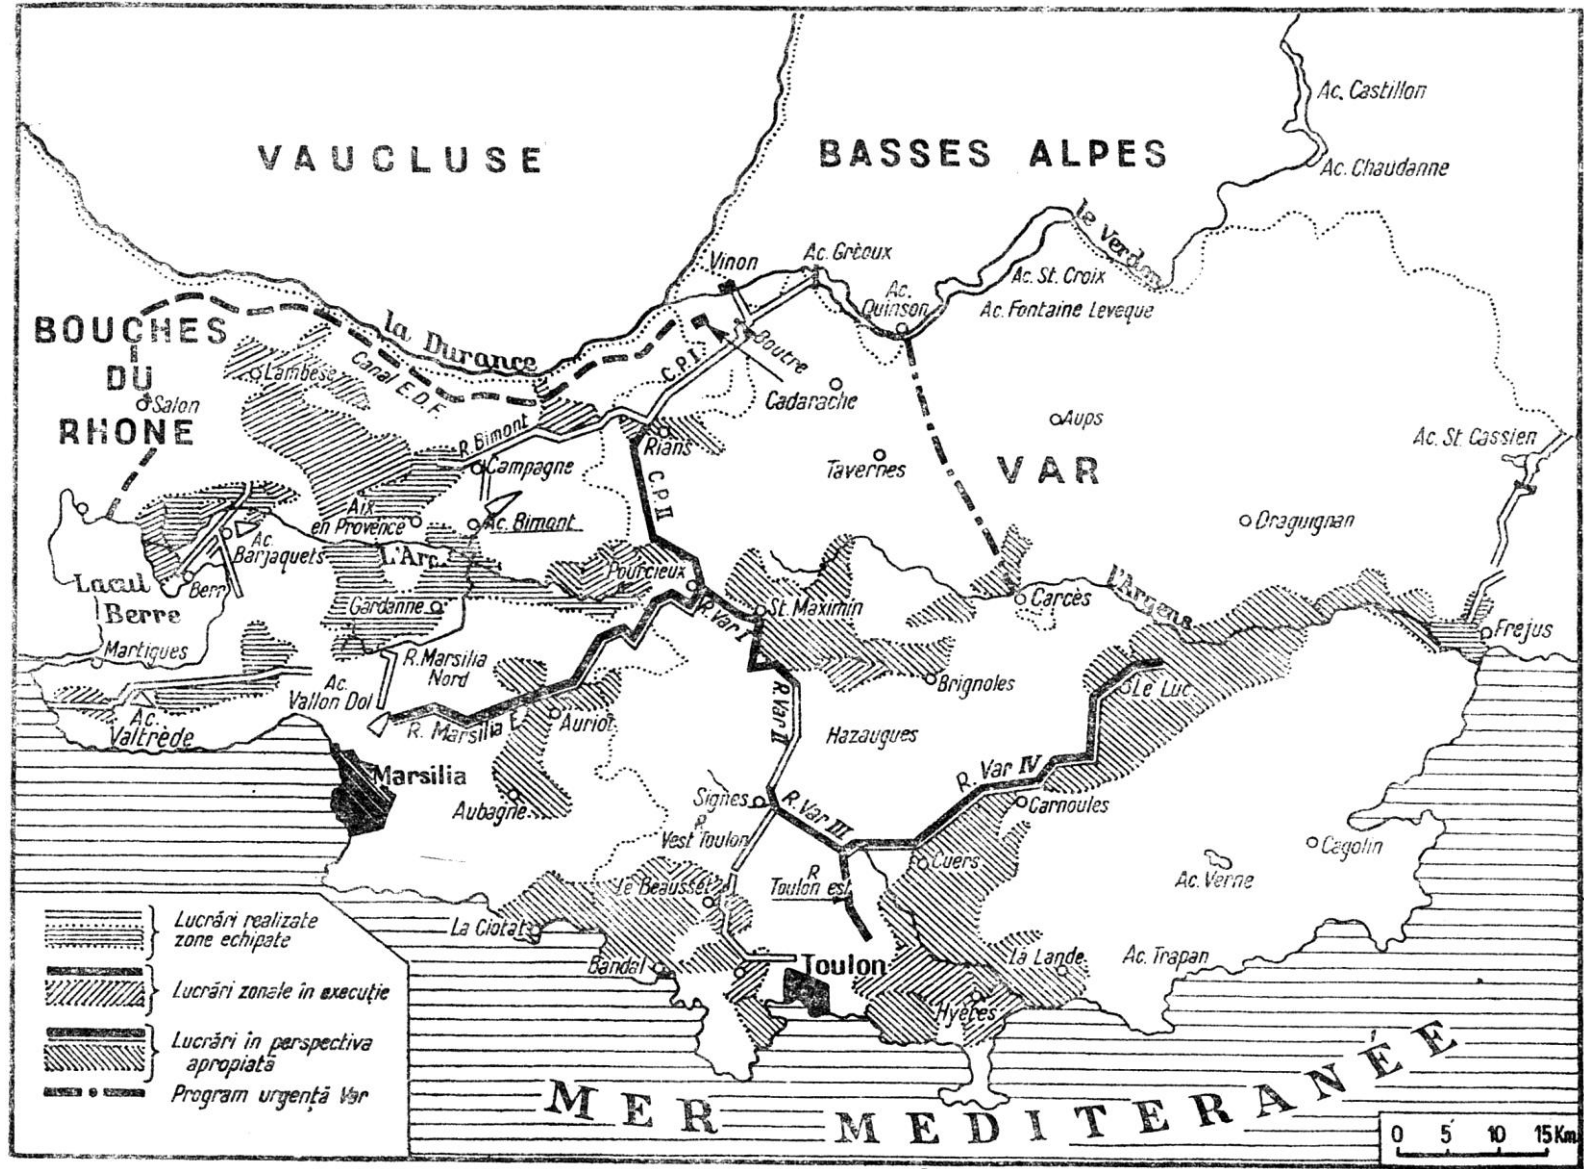 Ac. Castillon
VAUCLUSE
BASSES ALPES
Ac. Chaudanne
le Verdon
Vinon
Ac. Grèoux
Ac. St. Croix
Ac.
Quinson
Ac. Fontaine Leveque
BOUCHES
DU
RHONE
la Durance
Canal E.D.F.
Lambese
Salon
C.P.I.
Boutre
Cadarache
Aups
R. Bimont
Rians
Campagne
Tavernes
VAR
Ac. St. Cassien
C.P.II
Aix
en Provence
Ac. Bimont
Draguignan
Ac.
Barjaquets
L'Arc
Lacul
Berre
Berr
Pourcieux
Gardanne
R. Var I
St. Maximin
Carcès
l'Argens
Frejus
Martigues
R. Marsilia
Nord
Ac.
Vallon Dol
Brignoles
Le Luc
Ac.
Valtrède
R. Marsilia E
Auriol
R. Var II
Hazaugues
Marsilia
R. Var IV
Aubagne
Signes
R. Var III
Carnoules
R
Vest Toulon
Cuers
Cagolin
Le Beausset
R
Toulon est
Ac. Verne
La Ciotat
Bandal
Toulon
La Lande
Ac. Trapan
Hyères
Lucrări realizate
zone echipate
Lucrări zonale în execuție
Lucrări în perspectiva
apropiată
Program urgență Var
MER MEDITERANÉE
0 5 10 15 Km